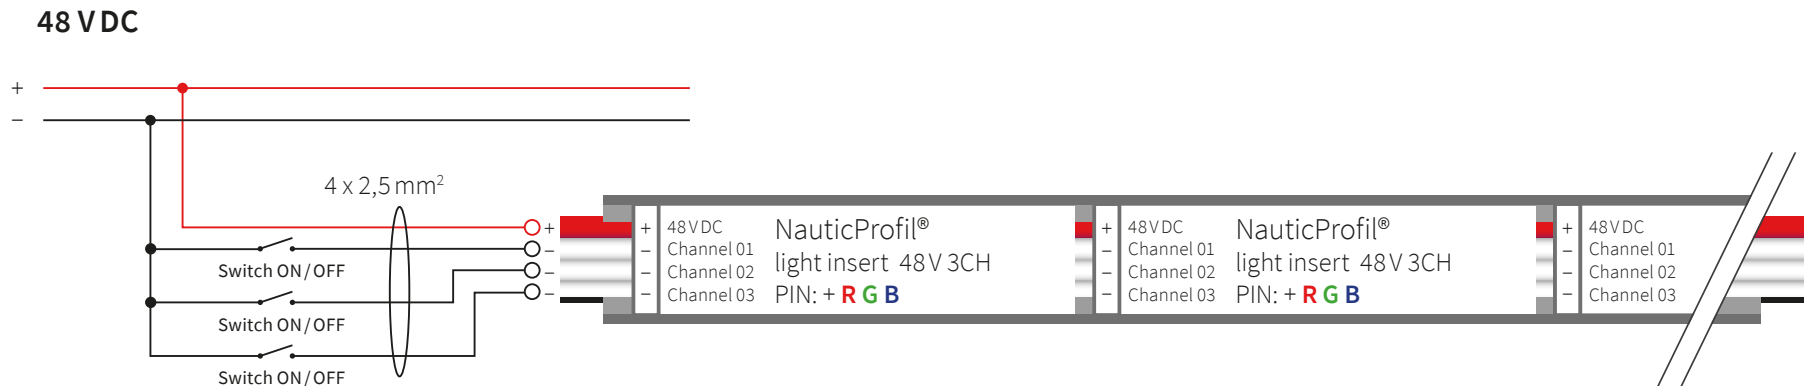 48 V DC
+
–
4 x 2,5 mm²
Switch ON / OFF
Switch ON / OFF
Switch ON / OFF
+
–
–
–
+
–
–
–
48 V DC
Channel 01
Channel 02
Channel 03
NauticProfil®
light insert 48 V 3CH
PIN: + R G B
+
–
–
–
48 V DC
Channel 01
Channel 02
Channel 03
NauticProfil®
light insert 48 V 3CH
PIN: + R G B
+
–
–
–
48 V DC
Channel 01
Channel 02
Channel 03